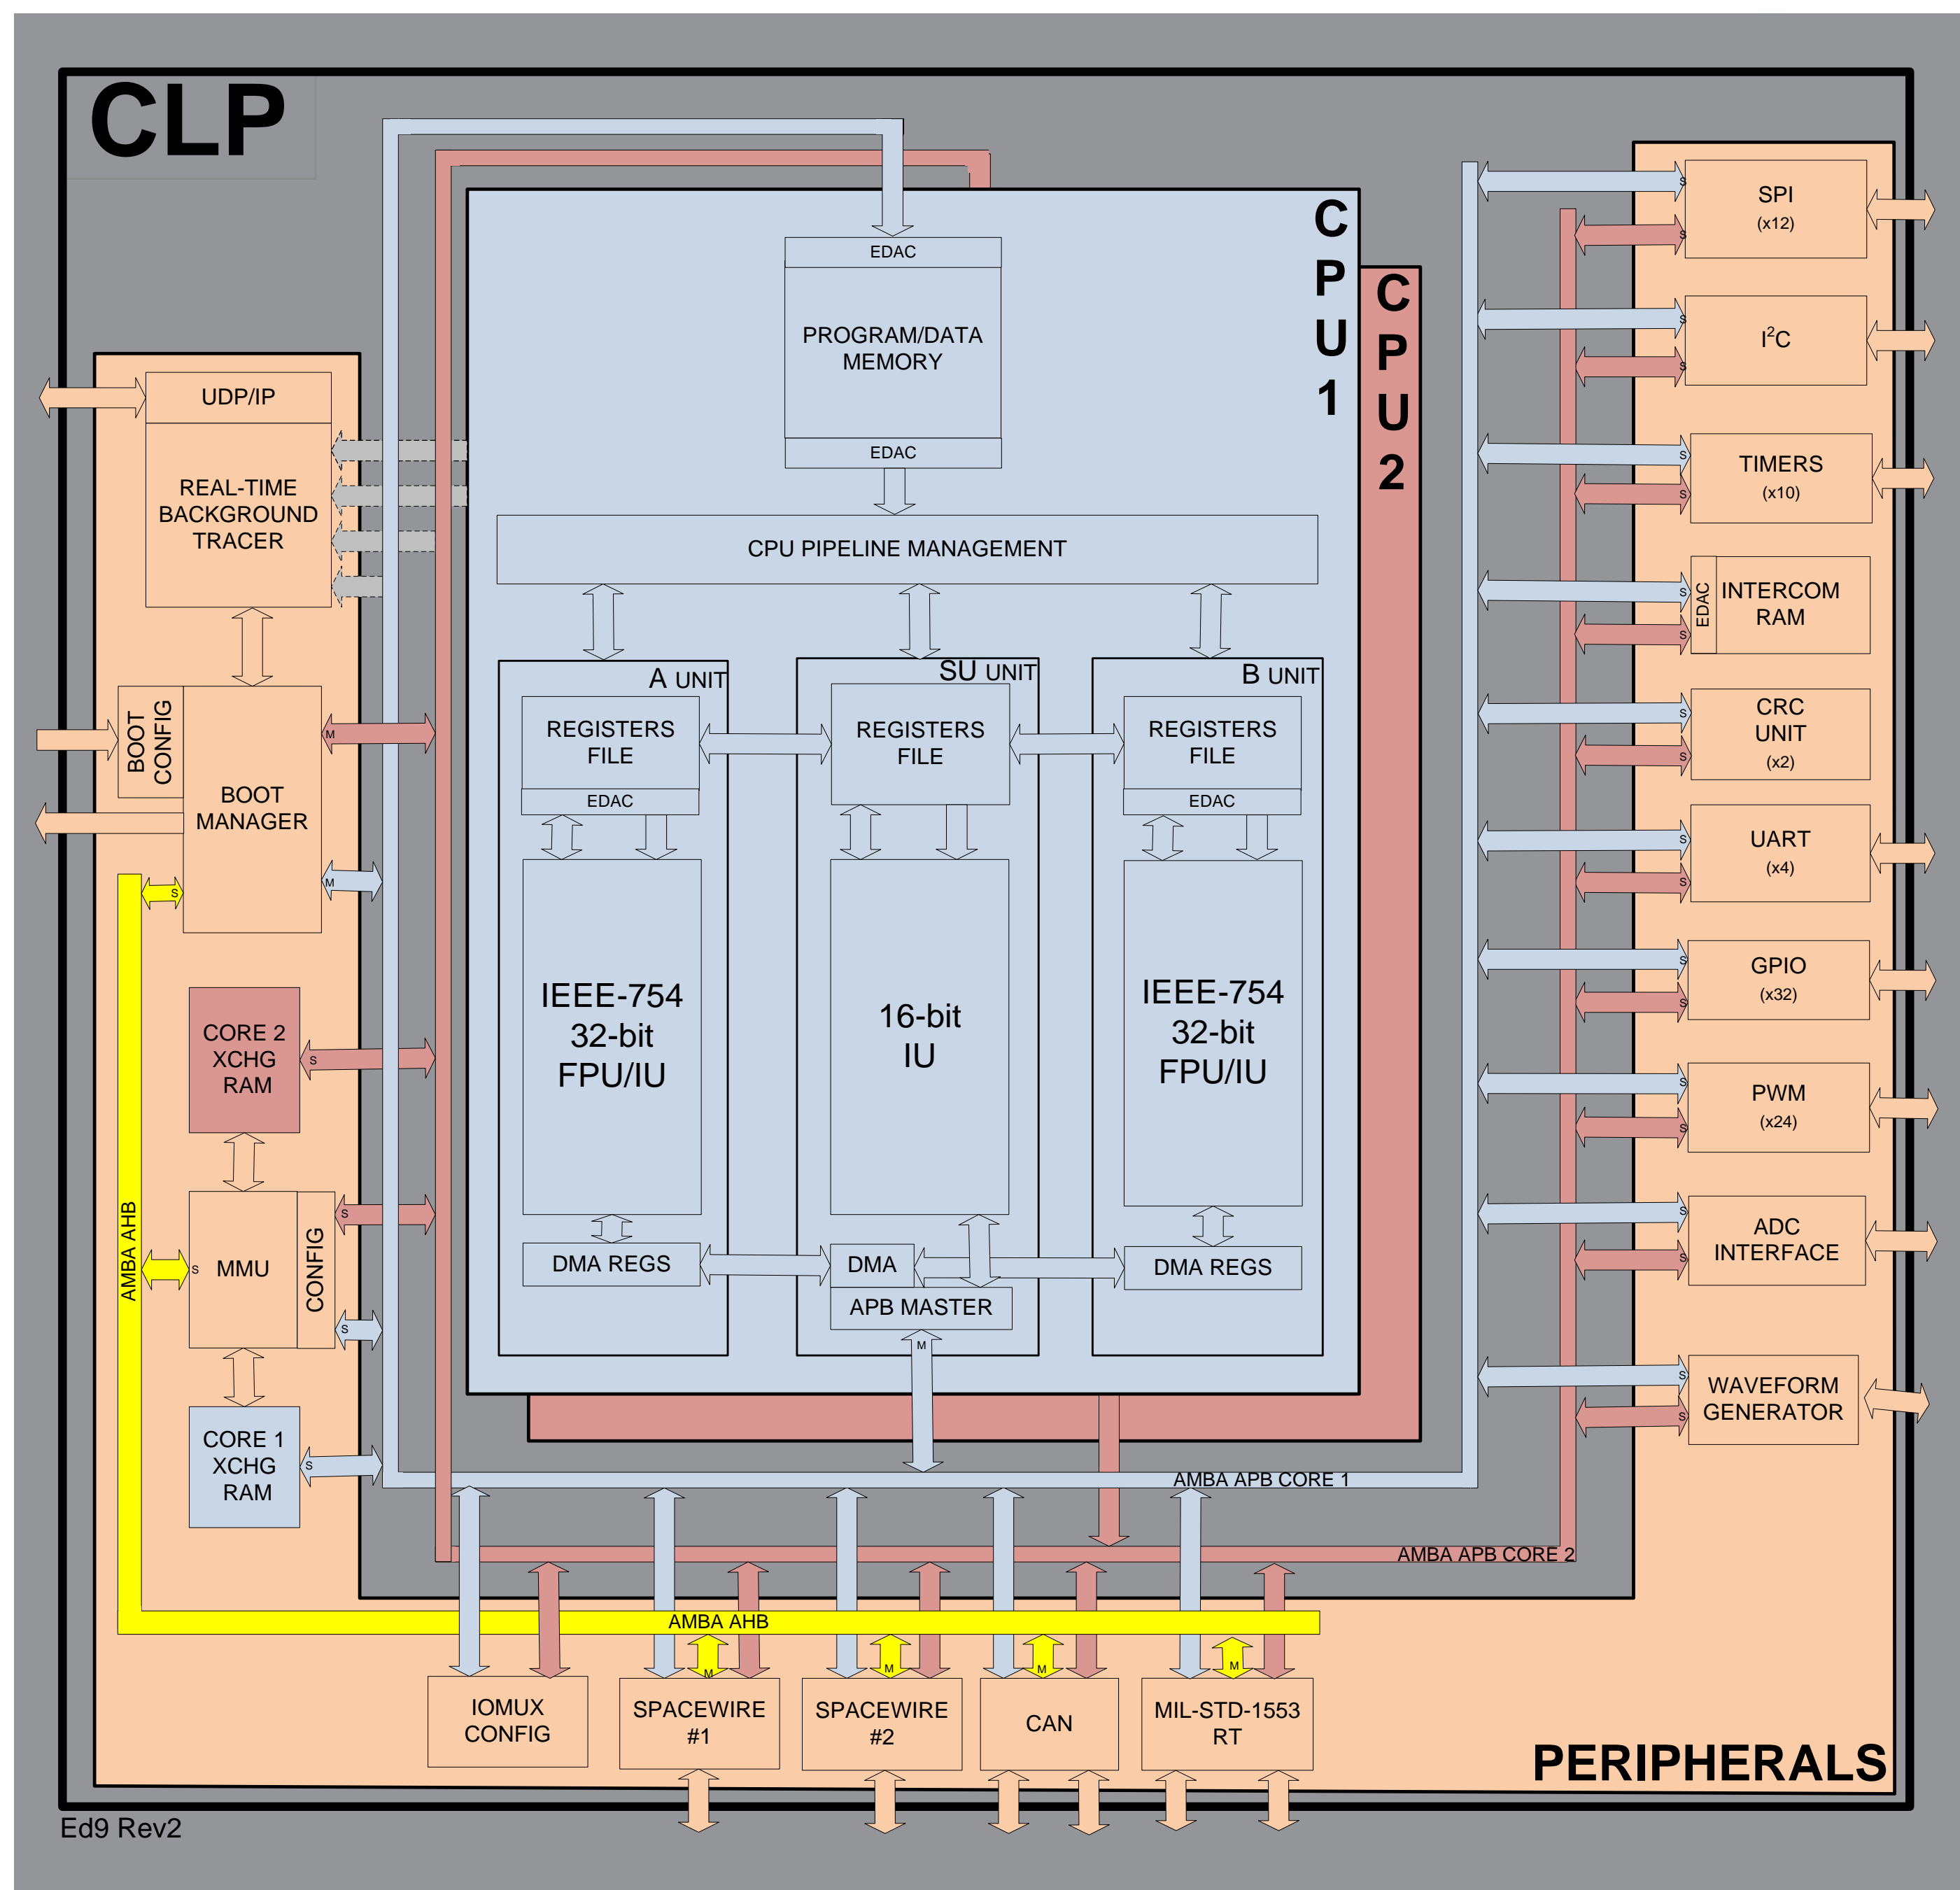 CLP
CPU1
CPU2
EDAC
PROGRAM/DATA
MEMORY
EDAC
CPU PIPELINE MANAGEMENT
A UNIT
REGISTERS
FILE
EDAC
IEEE-754
32-bit
FPU/IU
DMA REGS
SU UNIT
REGISTERS
FILE
16-bit
IU
DMA
APB MASTER
M
B UNIT
REGISTERS
FILE
EDAC
IEEE-754
32-bit
FPU/IU
DMA REGS
UDP/IP
REAL-TIME
BACKGROUND
TRACER
BOOT
CONFIG
BOOT
MANAGER
M
M
S
CORE 2
XCHG
RAM
S
AMBA AHB
S
MMU
CONFIG
S
S
CORE 1
XCHG
RAM
S
AMBA APB CORE 1
AMBA APB CORE 2
AMBA AHB
S
S
SPI
(x12)
S
S
I²C
S
S
TIMERS
(x10)
S
S
EDAC
INTERCOM
RAM
S
S
CRC
UNIT
(x2)
S
S
UART
(x4)
S
S
GPIO
(x32)
S
S
PWM
(x24)
S
S
ADC
INTERFACE
S
S
WAVEFORM
GENERATOR
M
M
M
M
IOMUX
CONFIG
SPACEWIRE
#1
SPACEWIRE
#2
CAN
MIL-STD-1553
RT
PERIPHERALS
Ed9 Rev2